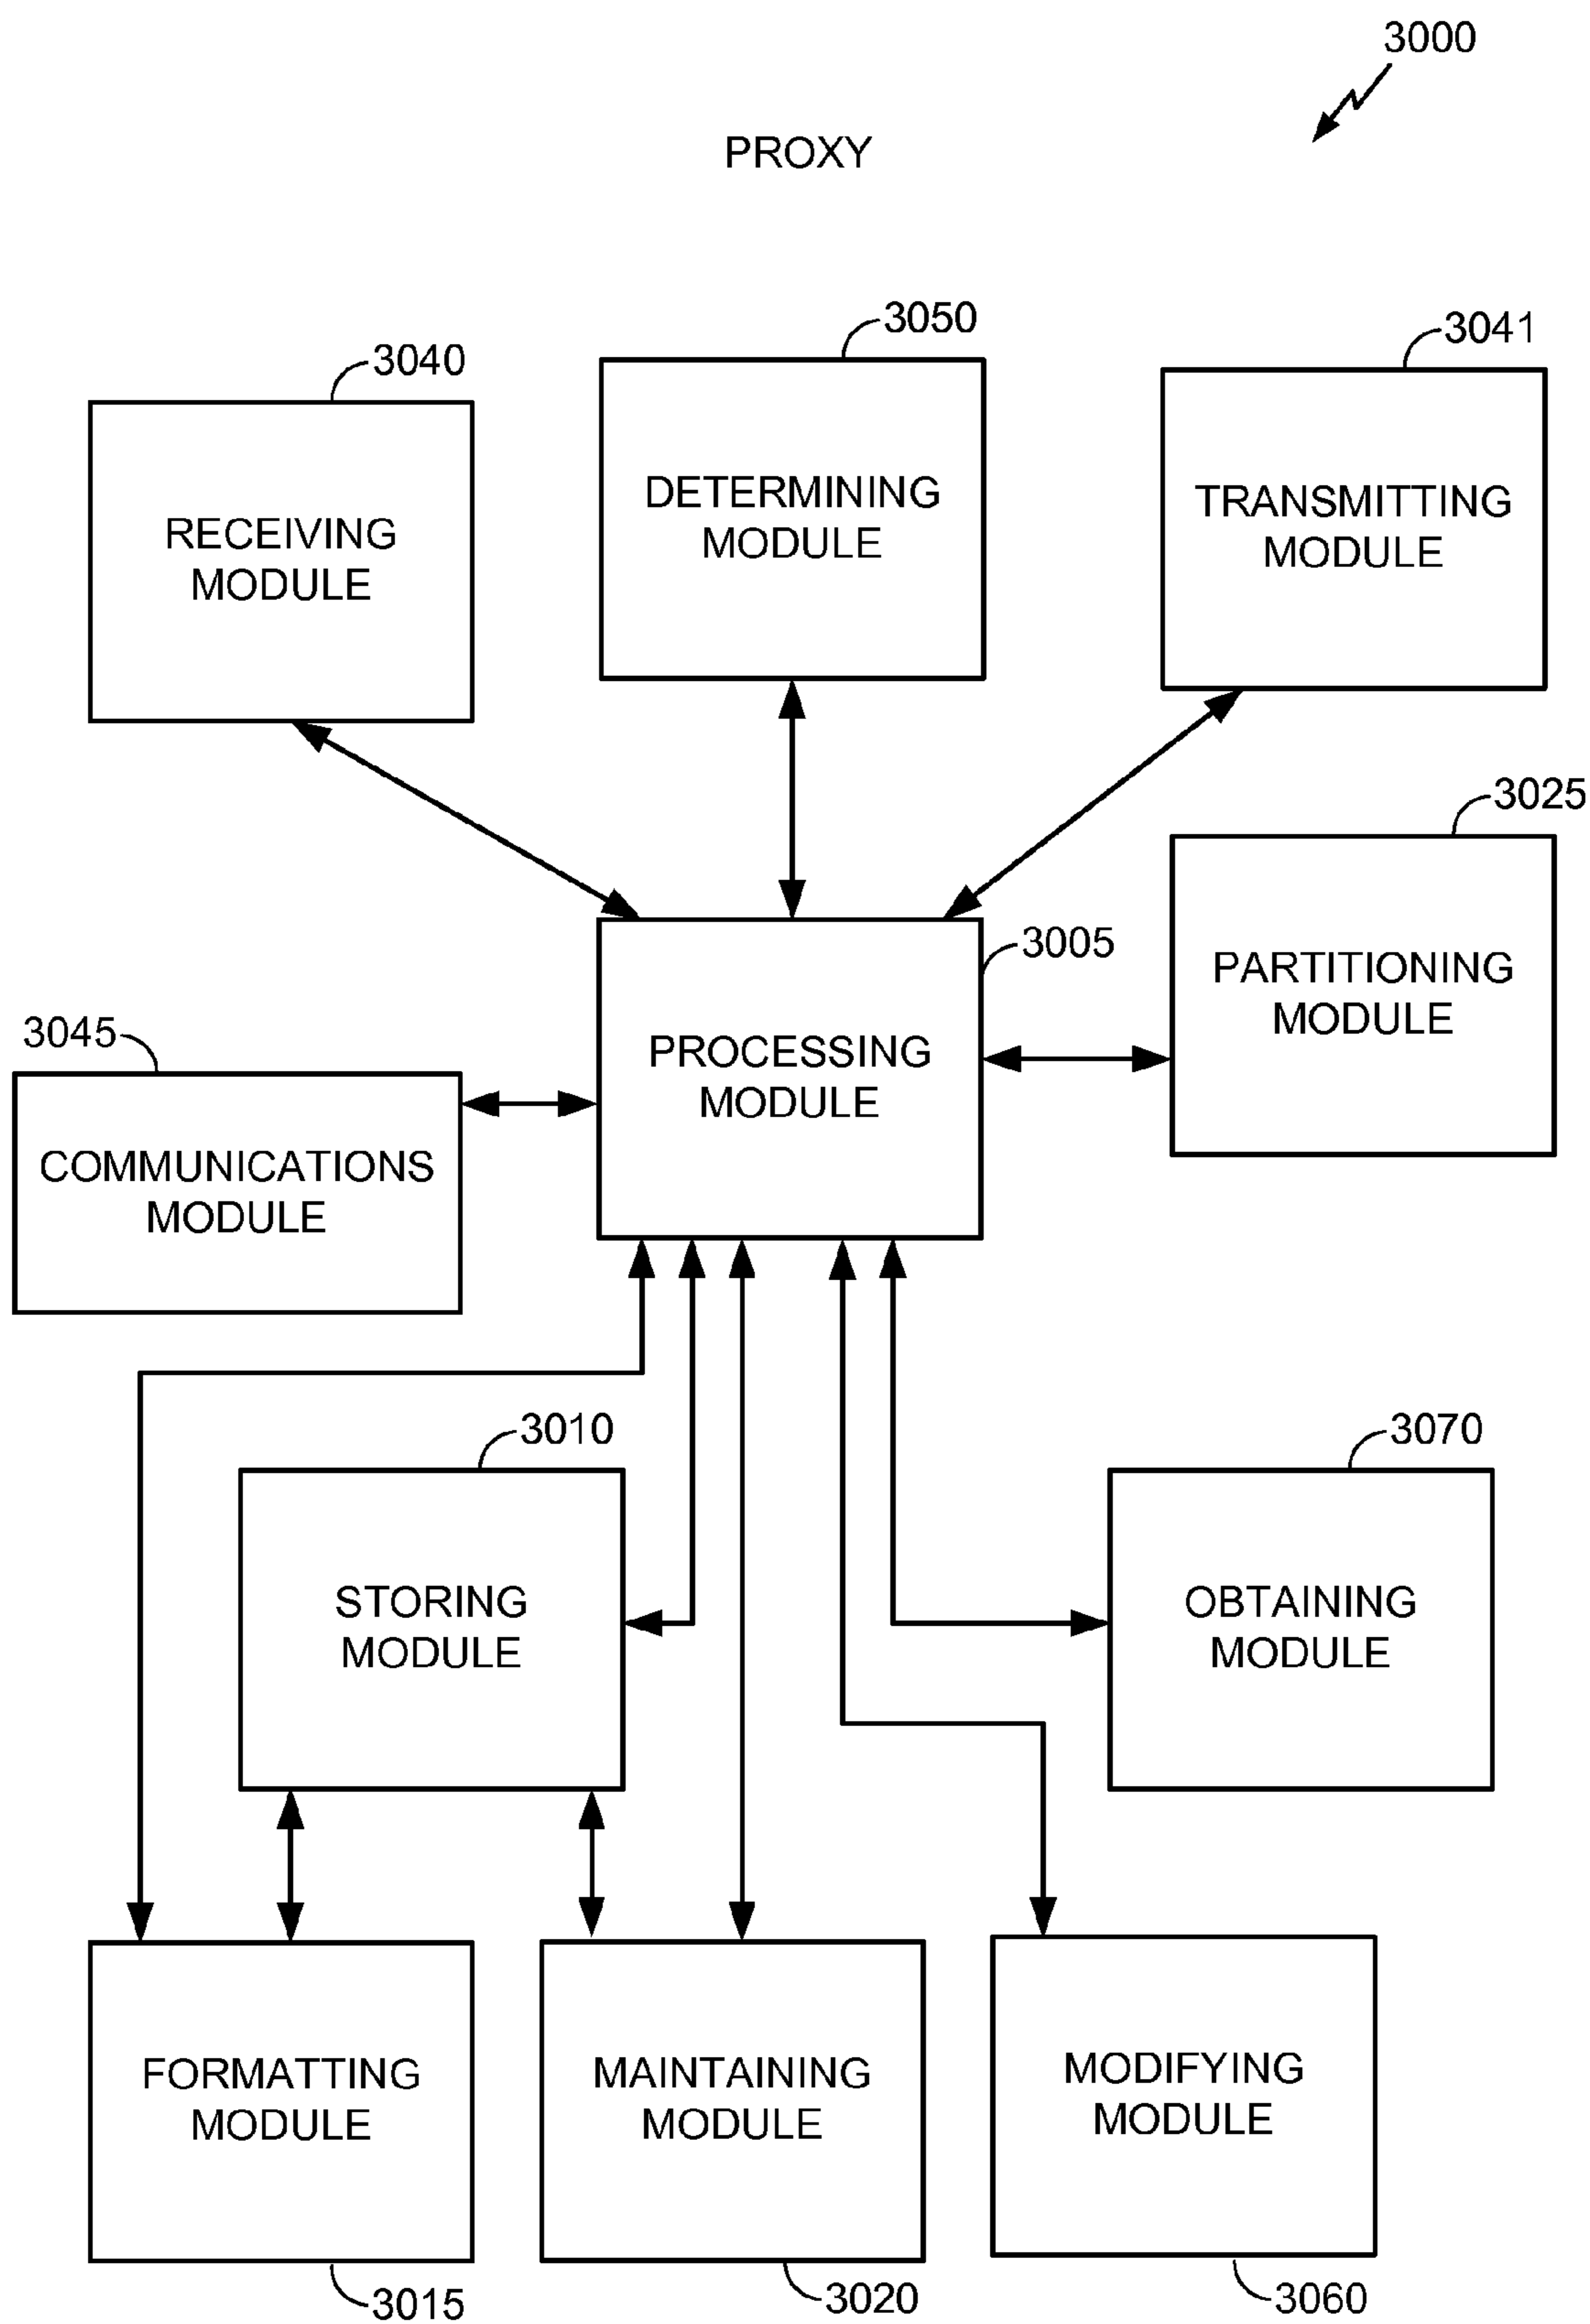 3000
PROXY
3040
3050
3041
RECEIVING
MODULE
DETERMINING
MODULE
TRANSMITTING
MODULE
3025
3005
PARTITIONING
MODULE
3045
PROCESSING
MODULE
COMMUNICATIONS
MODULE
3010
3070
STORING
MODULE
OBTAINING
MODULE
FORMATTING
MODULE
MAINTAINING
MODULE
MODIFYING
MODULE
3015
3020
3060